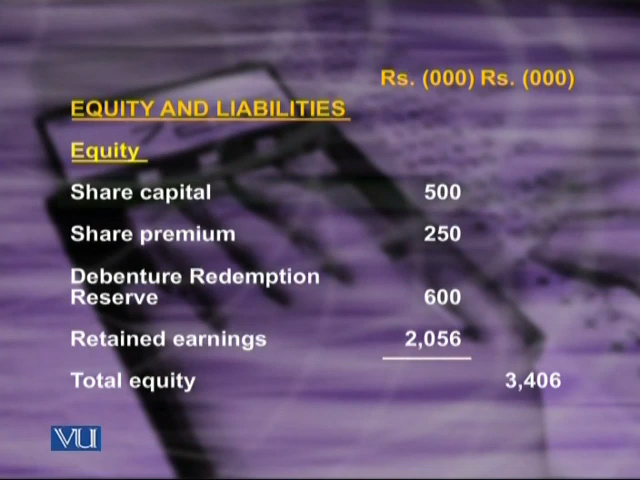 Rs. (000) Rs. (000)
EQUITY AND LIABILITIES
Equity
Share capital 500
Share premium 250
Debenture Redemption
Reserve 600
Retained earnings 2,056
Total equity 3,406
VU